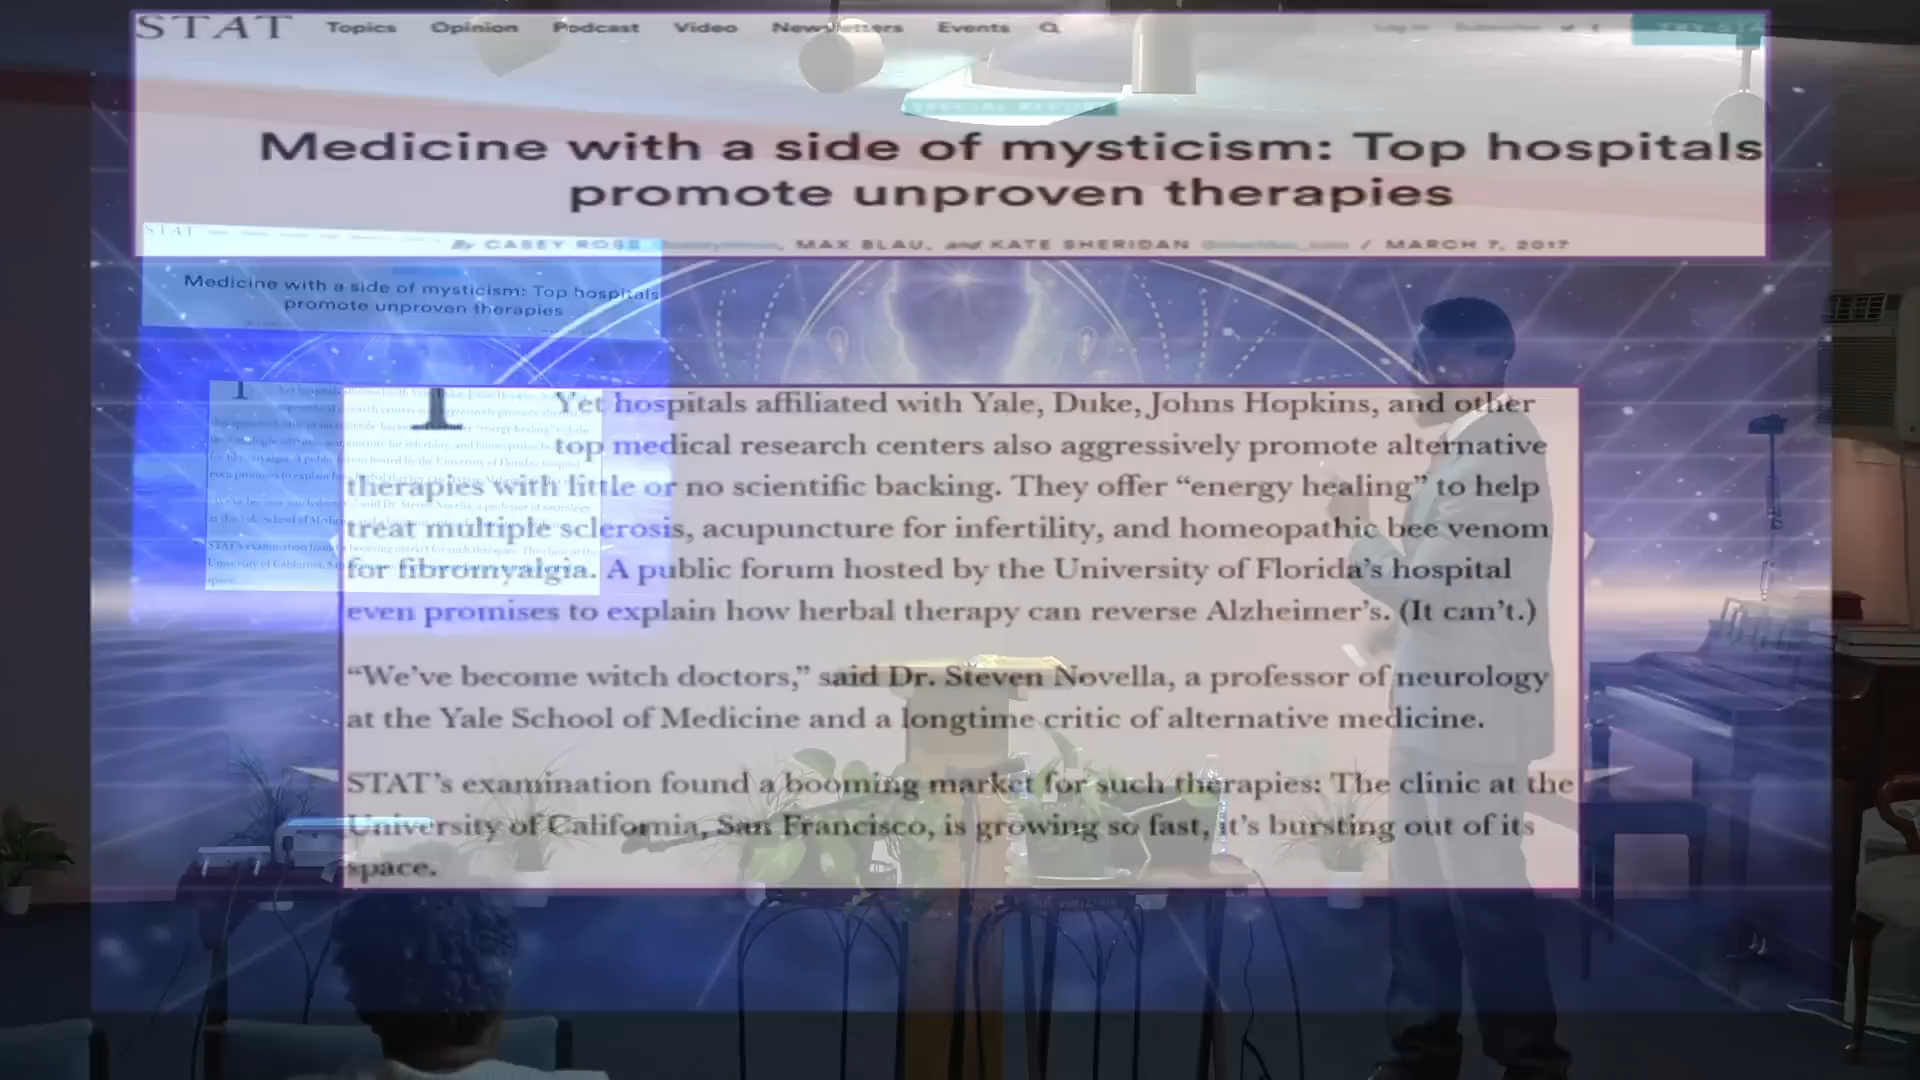 STAT Topics Opinion Podcast Video Newsletters Events
SPECIAL REPORT
Medicine with a side of mysticism: Top hospitals
promote unproven therapies
By CASEY ROSS, MAX BLAU, and KATE SHERIDAN / MARCH 7, 2017
STAT
Medicine with a side of mysticism: Top hospitals
promote unproven therapies
Yet hospitals affiliated with Yale, Duke, Johns Hopkins, and other
top medical research centers also aggressively promote alternative
therapies with little or no scientific backing. They offer “energy healing” to help
treat multiple sclerosis, acupuncture for infertility, and homeopathic bee venom
for fibromyalgia. A public forum hosted by the University of Florida’s hospital
even promises to explain how herbal therapy can reverse Alzheimer’s. (It can’t.)
“We’ve become witch doctors,” said Dr. Steven Novella, a professor of neurology
at the Yale School of Medicine and a longtime critic of alternative medicine.
STAT’s examination found a booming market for such therapies: The clinic at the
University of California, San Francisco, is growing so fast, it’s bursting out of its
space.